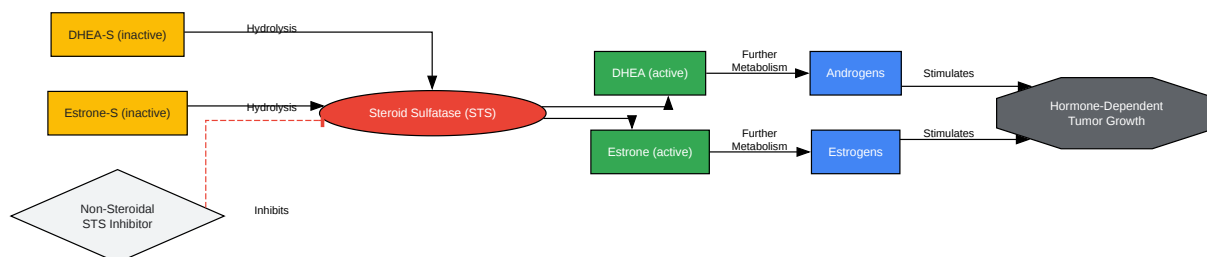 DHEA-S (inactive)
Hydrolysis
Estrone-S (inactive)
Hydrolysis
Steroid Sulfatase (STS)
Non-Steroidal
STS Inhibitor
Inhibits
DHEA (active)
Further
Metabolism
Androgens
Stimulates
Estrone (active)
Further
Metabolism
Estrogens
Stimulates
Hormone-Dependent
Tumor Growth